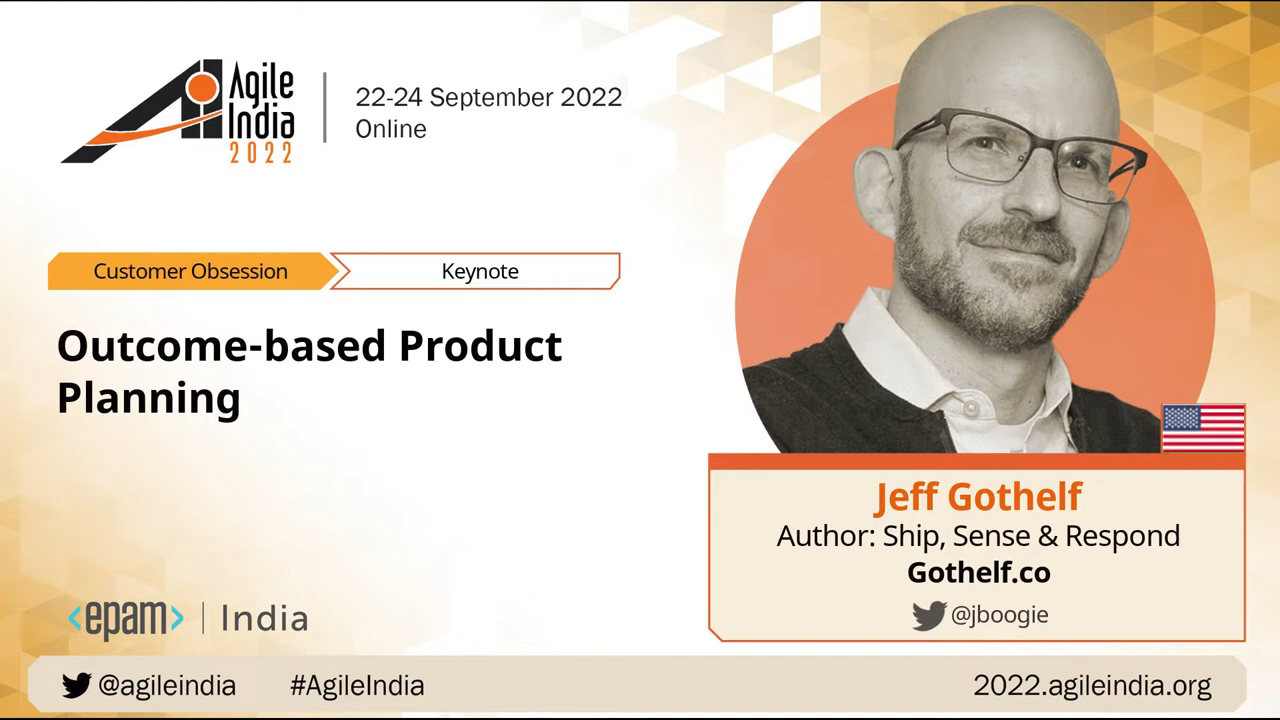 Agile
India
2022
22-24 September 2022
Online
Customer Obsession
Keynote
Outcome-based Product
Planning
Jeff Gothelf
Author: Ship, Sense & Respond
Gothelf.co
@jboogie
<epam> | India
@agileindia
#AgileIndia
2022.agileindia.org